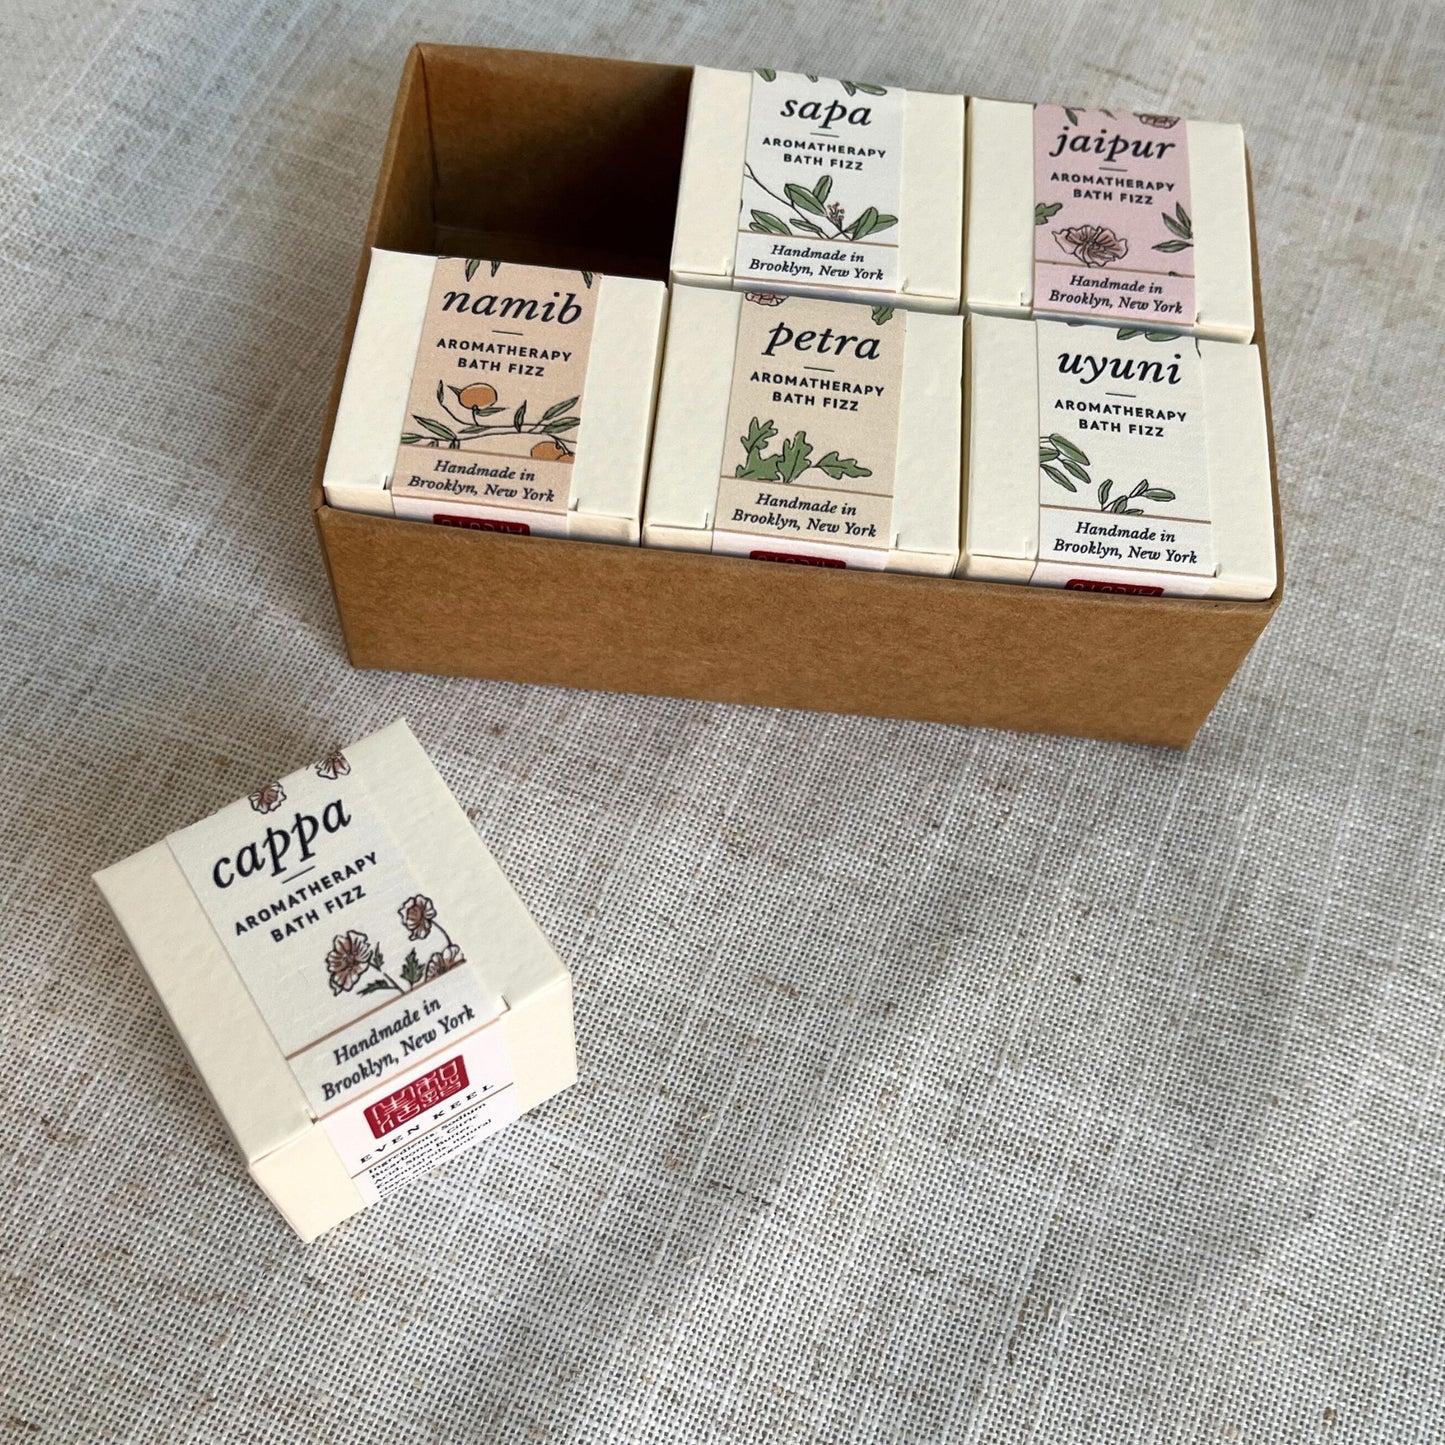 sapa
AROMATHERAPY
BATH FIZZ
Handmade in
Brooklyn, New York
jaipur
AROMATHERAPY
BATH FIZZ
Handmade in
Brooklyn, New York
namib
AROMATHERAPY
BATH FIZZ
Handmade in
Brooklyn, New York
petra
AROMATHERAPY
BATH FIZZ
Handmade in
Brooklyn, New York
uyuni
AROMATHERAPY
BATH FIZZ
Handmade in
Brooklyn, New York
cappa
AROMATHERAPY
BATH FIZZ
Handmade in
Brooklyn, New York
EVEN KEEL